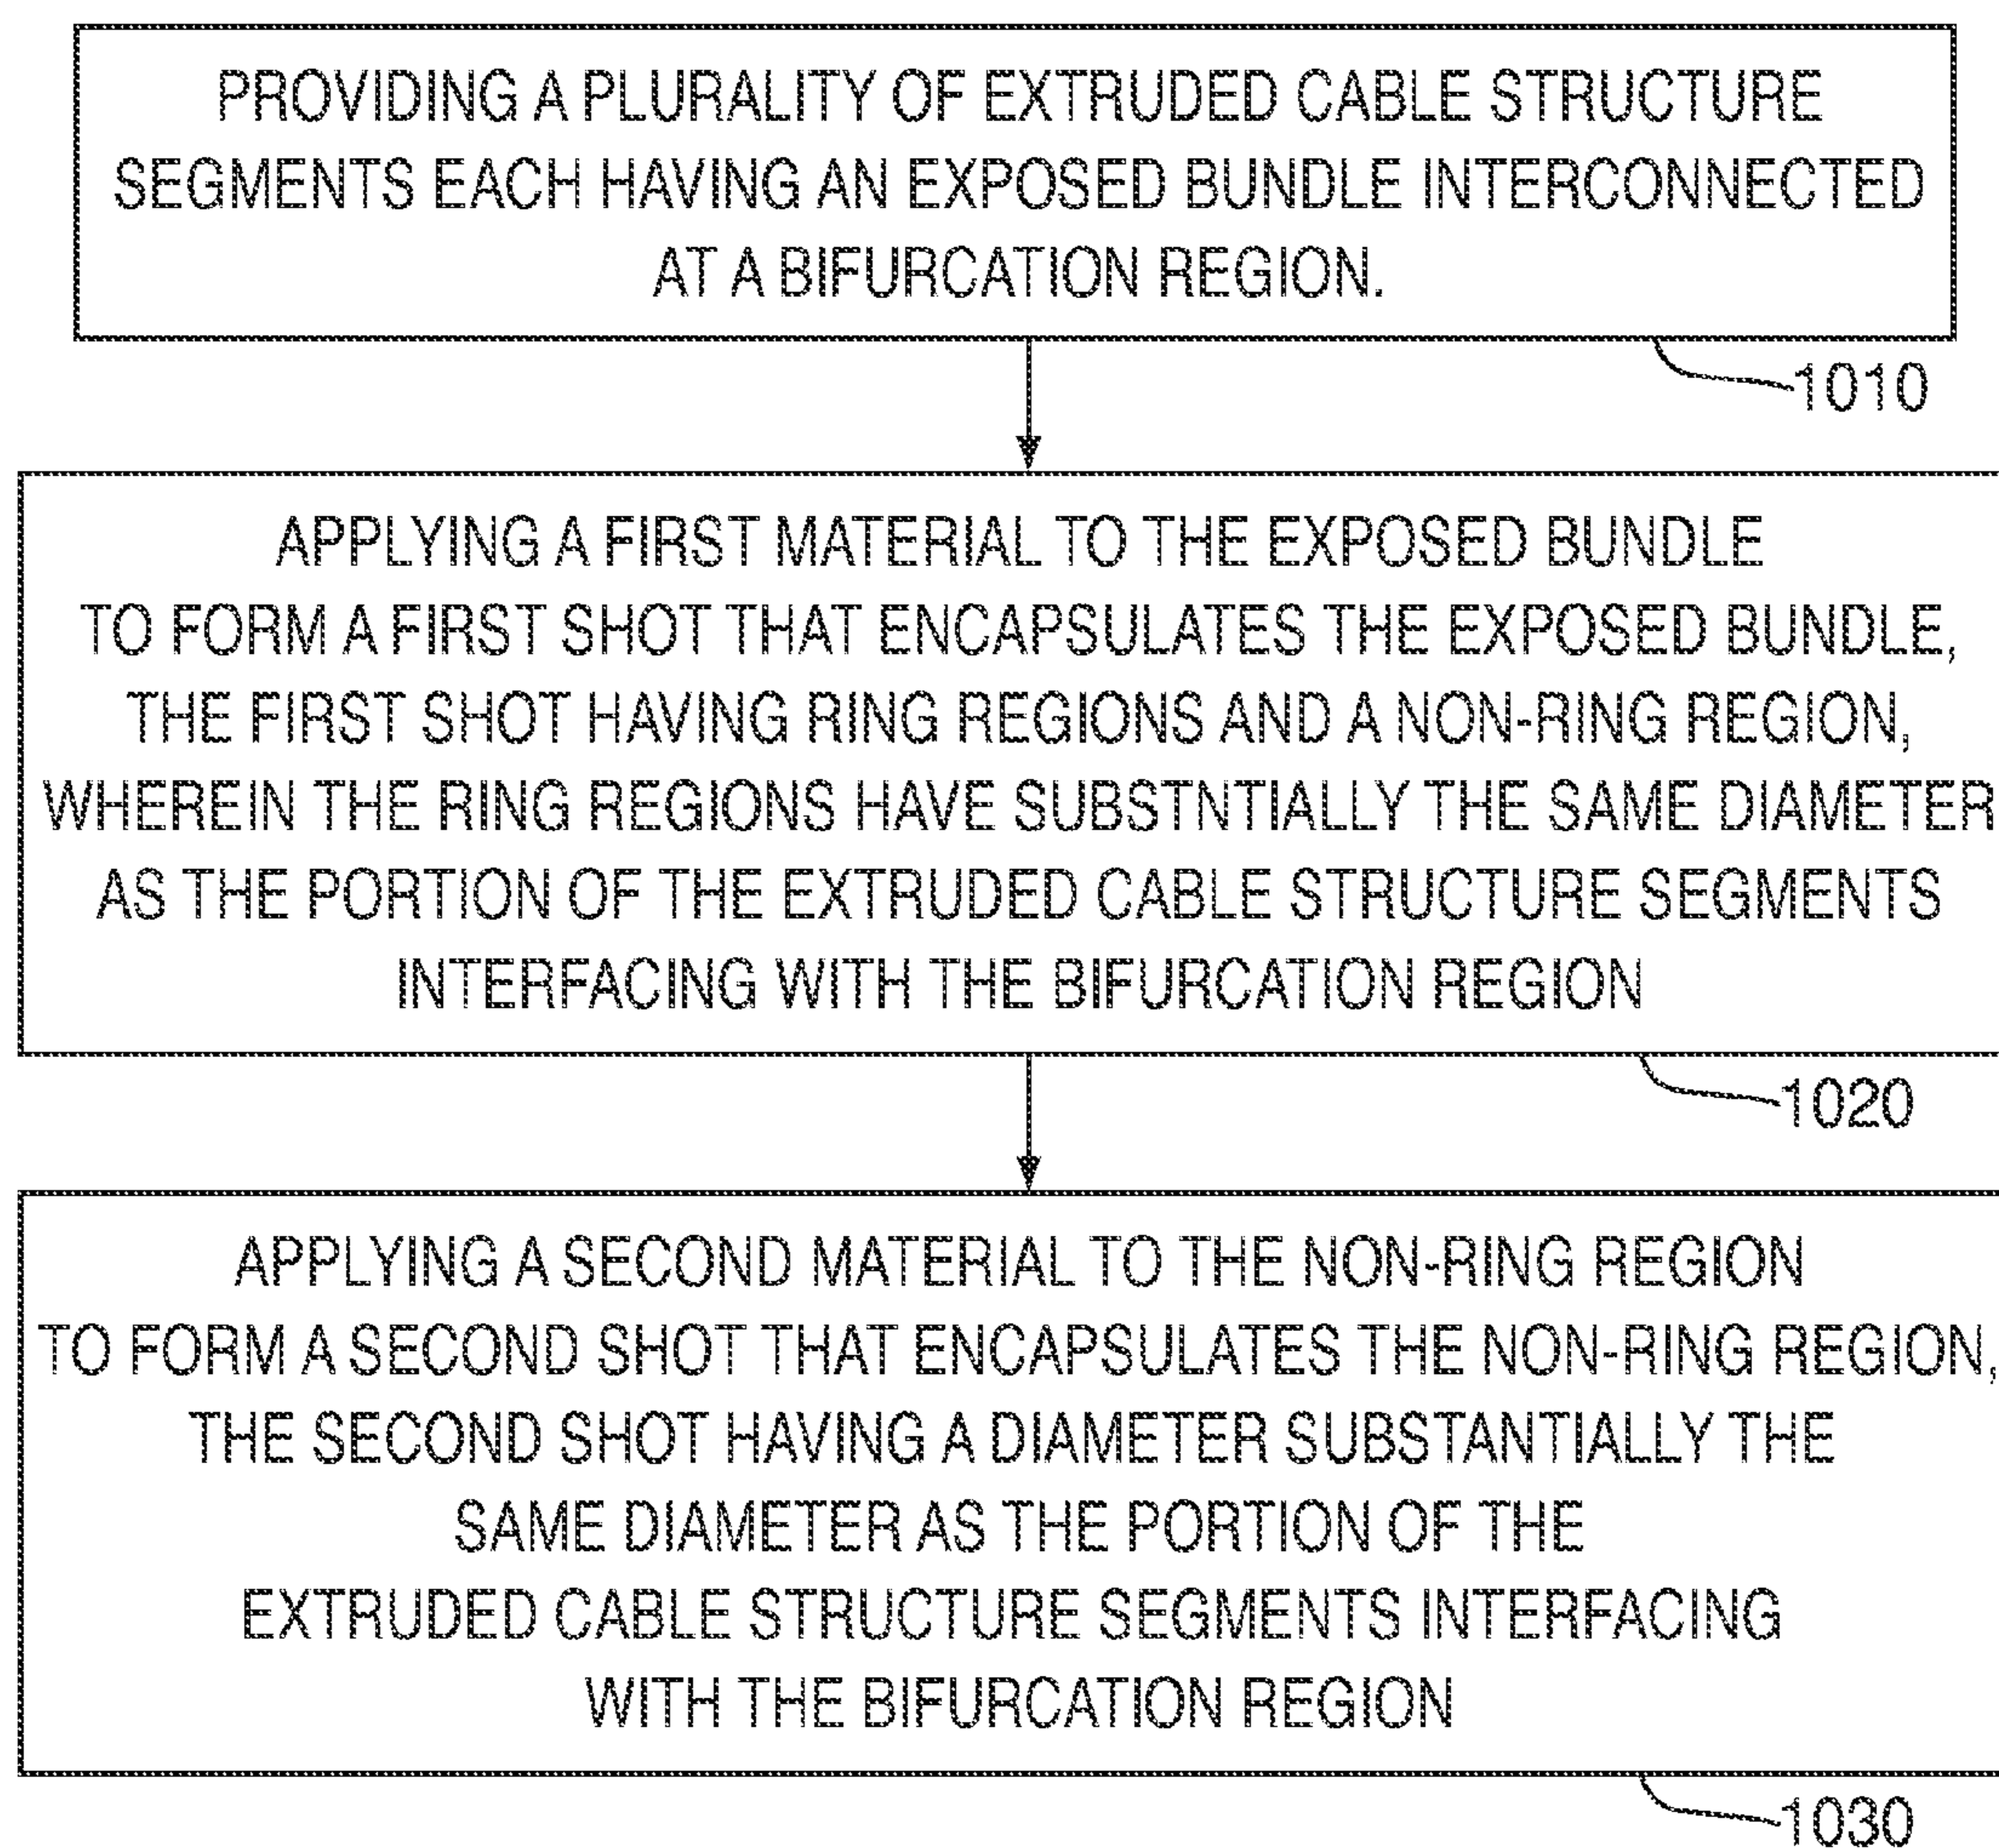 PROVIDING A PLURALITY OF EXTRUDED CABLE STRUCTURE
SEGMENTS EACH HAVING AN EXPOSED BUNDLE INTERCONNECTED
AT A BIFURCATION REGION.
1010
APPLYING A FIRST MATERIAL TO THE EXPOSED BUNDLE
TO FORM A FIRST SHOT THAT ENCAPSULATES THE EXPOSED BUNDLE,
THE FIRST SHOT HAVING RING REGIONS AND A NON-RING REGION,
WHEREIN THE RING REGIONS HAVE SUBSTNTIALLY THE SAME DIAMETER
AS THE PORTION OF THE EXTRUDED CABLE STRUCTURE SEGMENTS
INTERFACING WITH THE BIFURCATION REGION
1020
APPLYING A SECOND MATERIAL TO THE NON-RING REGION
TO FORM A SECOND SHOT THAT ENCAPSULATES THE NON-RING REGION,
THE SECOND SHOT HAVING A DIAMETER SUBSTANTIALLY THE
SAME DIAMETER AS THE PORTION OF THE
EXTRUDED CABLE STRUCTURE SEGMENTS INTERFACING
WITH THE BIFURCATION REGION
1030